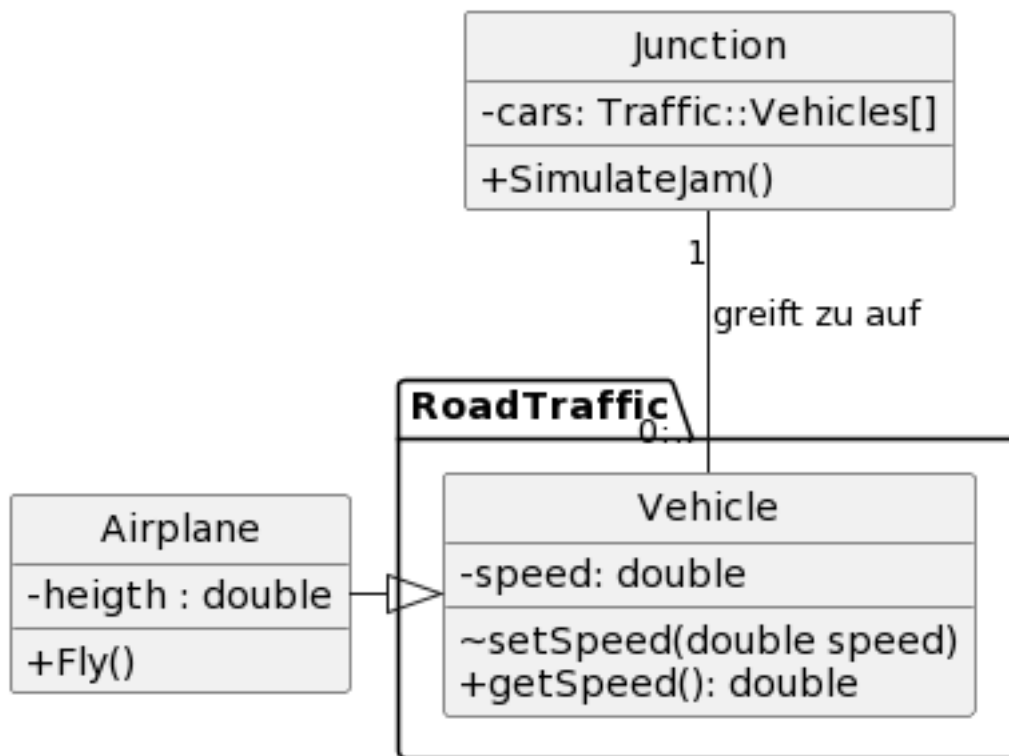 Junction
-cars: Traffic::Vehicles[]
+SimulateJam()
1
greift zu auf
RoadTraffic
0:..
Vehicle
-speed: double
~setSpeed(double speed)
+getSpeed(): double
Airplane
-heigth : double
+Fly()